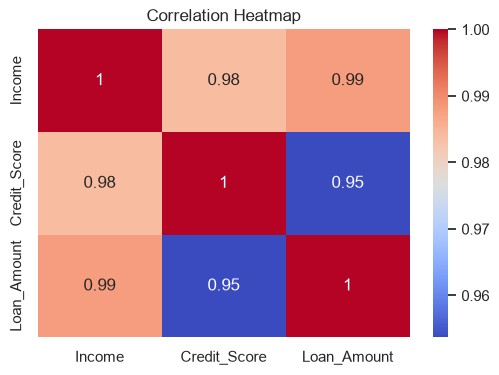 Correlation Heatmap
Income 1 0.98 0.99
Credit_Score 0.98 1 0.95
Loan_Amount 0.99 0.95 1
Income Credit_Score Loan_Amount
1.00
0.99
0.98
0.97
0.96